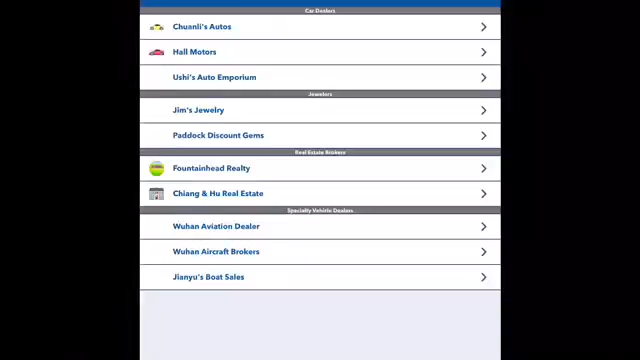 Car Dealers
Chuanli's Autos
Hall Motors
Ushi's Auto Emporium
Jewelers
Jim's Jewelry
Paddock Discount Gems
Real Estate Brokers
Fountainhead Realty
Chiang & Hu Real Estate
Specialty Vehicle Dealers
Wuhan Aviation Dealer
Wuhan Aircraft Brokers
Jianyu's Boat Sales